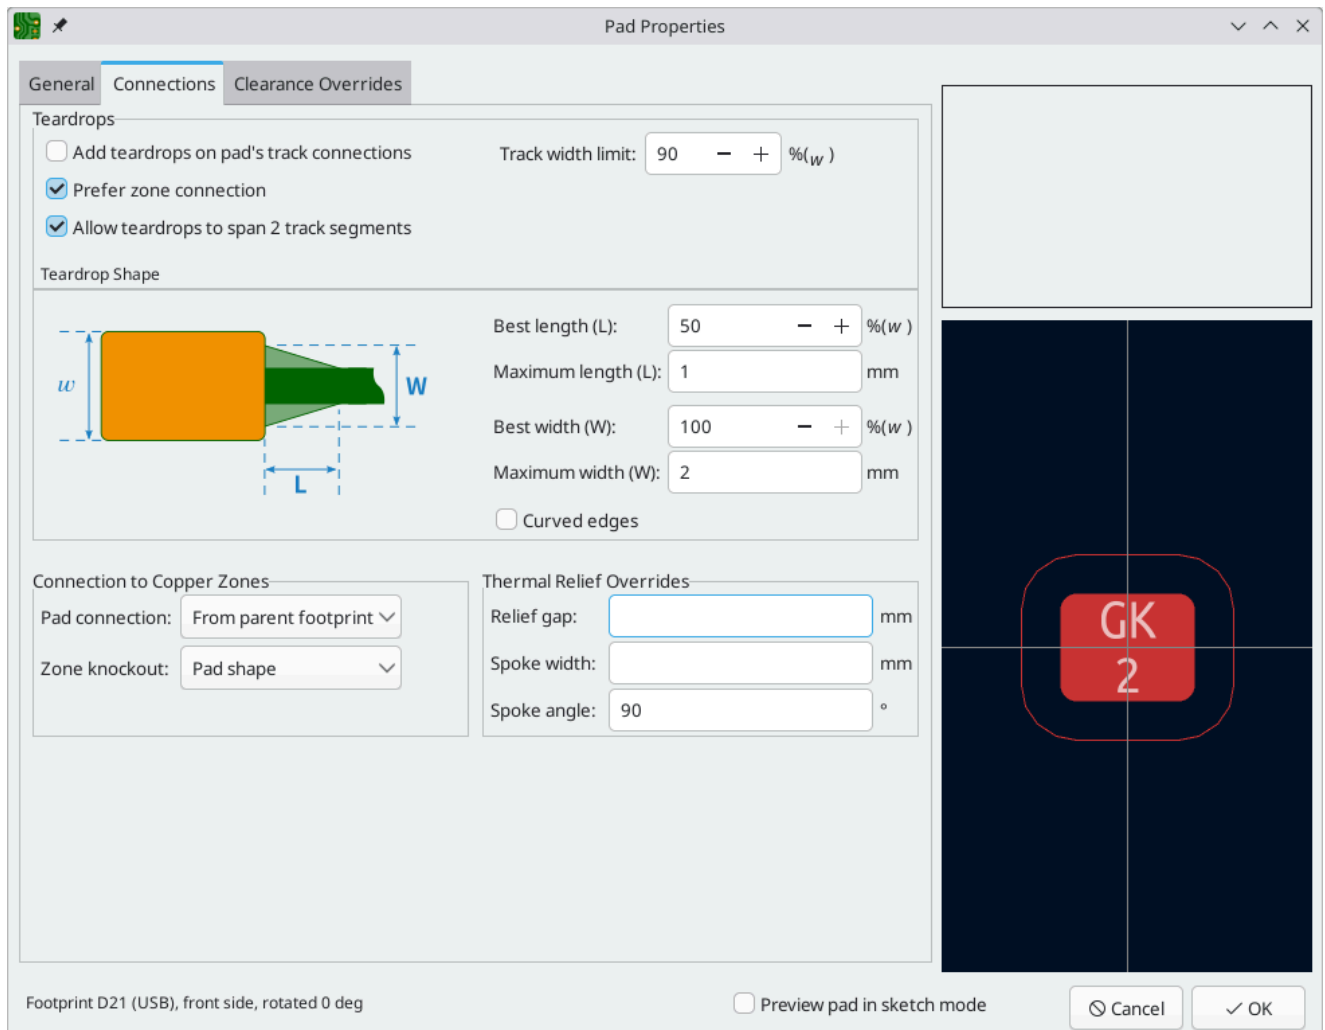 Pad Properties
General
Connections
Clearance Overrides
Teardrops
Add teardrops on pad's track connections
Track width limit: 90 %(w )
Prefer zone connection
Allow teardrops to span 2 track segments
Teardrop Shape
w
W
L
Best length (L): 50 %(w )
Maximum length (L): 1 mm
Best width (W): 100 %(w )
Maximum width (W): 2 mm
Curved edges
Connection to Copper Zones
Pad connection: From parent footprint
Zone knockout: Pad shape
Thermal Relief Overrides
Relief gap: mm
Spoke width: mm
Spoke angle: 90 °
GK
2
Footprint D21 (USB), front side, rotated 0 deg
Preview pad in sketch mode
Cancel
OK